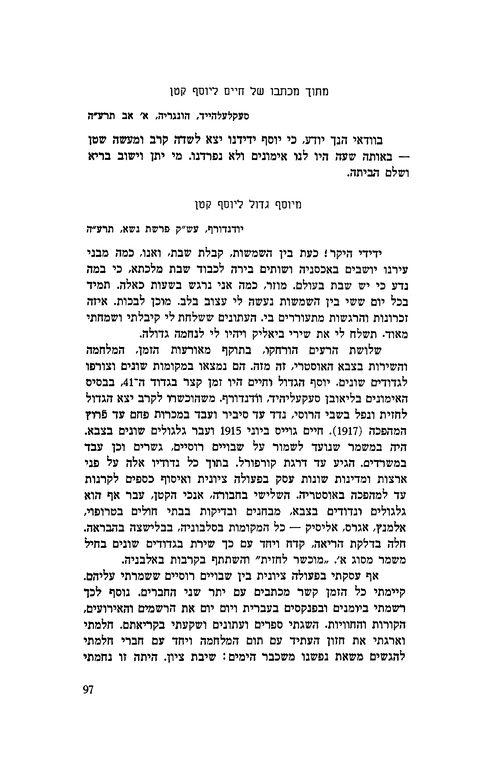 מתוך מכתבו של חיים ליוסף קטן
סעקלעלהייד, הונגריה, א׳ אב תרע״ה
בוודאי הנך יודע, כי יוסף ידידנו יצא לשדה קרב ומעשה שטן
— באותה שעה היו לנו אימונים ולא נפרדנו. מי יתן וישוב בריא
ושלם הביתה.
מיוסף גדול ליוסף קטן
יודנדורף, עש״ק פרשת נשא, תרע״ה
ידידי היקר! כעת בין השמשות, קבלת שבת, ואנו, כמה מבני
עירנו יושבים באכסניה ושותים בירה לכבוד שבת מלכתא, כי במה
נדע כי יש שבת בעולם. מוזר, כמה אני נרגש בשעות כאלה. תמיד
בכל יום ששי בין השמשות נעשה לי עצוב בלב. מוכן לבכות. איזה
זכרונות והרגשות מתעוררים בי. העתונים ששלחת לי קיבלתי ושמחתי
מאוד. תשלח לי את שירי ביאליק ויהיו לי לנחמה גדולה.
שלושת הרעים הורחקו, בתוקף מאורעות הזמן, המלחמה
והשירות בצבא האוסטרי, זה מזה. הם נמצאו במקומות שונים וצורפו
לגדודים שונים. יוסף הגדול וחיים היו זמן קצר בגדוד ה־41, בבסיס
האימונים בליאובן סעקעליהיד, ויודנדורף. משהוכשרו לקרב יצא הגדול
לחזית ונפל בשבי הרוסי, נדד עד סיביר ועבד במכרות פחם עד פרוץ
המהפכה (1917). חיים גוייס ביוני 1915 ועבר גלגולים שונים בצבא.
היה במשמר שנועד לשמור על שבויים רוסיים, גשרים וכן עבד
במשרדים. הגיע עד דרגת קורפורל. בתוך כל נדודיו אלה על פני
ארצות ומדינות שונות עסק בפעולה ציונית ואיסוף כספים לקרנות
עד למהפכה באוסטריה. השלישי בחבורה, אנכי הקטן, עבר אף הוא
גלגולים ונדודים בצבא, מבחנים ובדיקות בבתי חולים בטרופוי,
אלמנץ, אגרס, אליסיק — כל המקומות בסלבוניה, בבלישצה בהבראה.
חלה בדלקת הריאה, קדח ויחד עם כך שירת בגדודים שונים בחיל
משמר מסוג א׳. „מוכשר לחזית״ והשתתף בקרבות באלבניה.
אף עסקתי בפעולה ציונית בין שבויים רוסיים ששמרתי עליהם.
קיימתי כל הזמן קשר מכתבים עם יתר שני החברים. נוסף לכך
רשמתי ביומנים ובפנקסים בעברית ויום יום את הרשמים והאירועים,
הקורות והחוויות. השגתי ספרים ועתונים ושקעתי בקריאתם. חלמתי
וארגתי את חזון העתיד עם תום המלחמה ויחד עם חברי חלמתי
להגשים משאת נפשנו משכבר הימים: שיבת ציון. היתה זו נחמתי
97